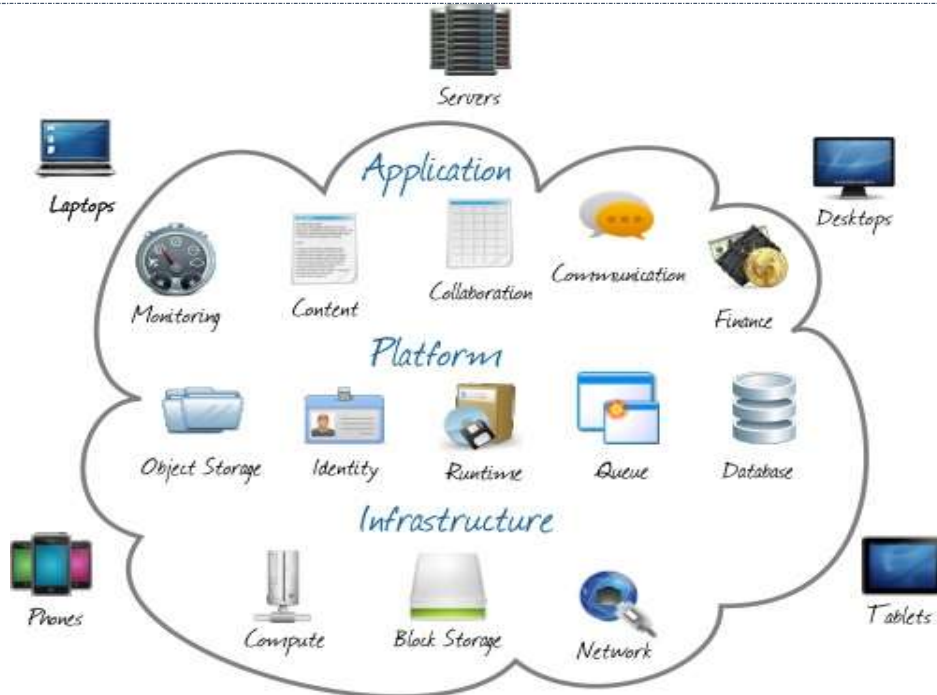 Servers
Laptops
Desktops
Application
Monitoring
Content
Collaboration
Communication
Finance
Platform
Object Storage
Identity
Runtime
Queue
Database
Infrastructure
Phones
Compute
Block Storage
Network
Tablets